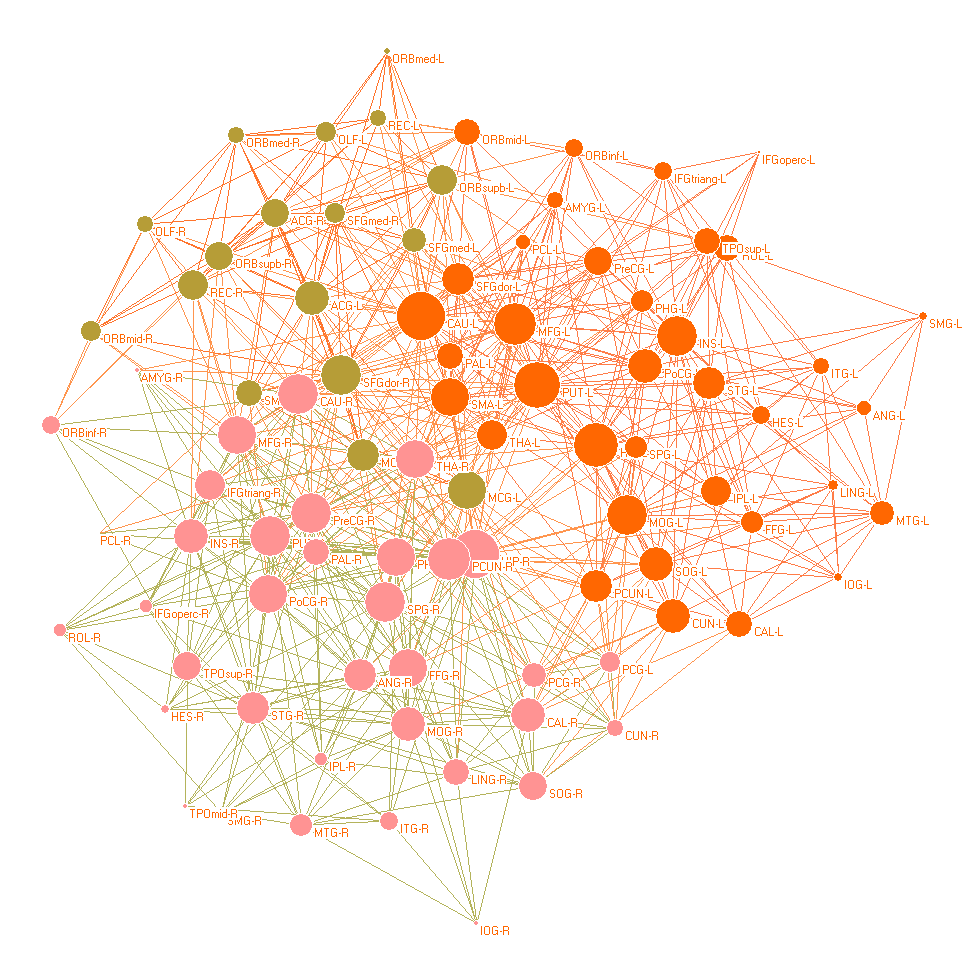 ORBmed-L
REC-L
OLF-L
ORBmed-R
ORBmid-L
ORBinf-L
IFGoperc-L
IFGtriang-L
ORBsupb-L
AMYG-L
ACG-R
SFGmed-R
OLF-R
SFGmed-L
PCL-L
TPOsup-L
ROL-L
ORBsupb-R
PreCG-L
REC-R
SFGdor-L
ACG-L
PHG-L
CAU-L
MFG-L
SMG-L
ORBmid-R
INS-L
PAL-L
PoCG-L
ITG-L
AMYG-R
SFGdor-R
PUT-L
STG-L
CAU-R
SMA-L
ANG-L
HES-L
ORBinf-R
MFG-R
THA-L
SPG-L
THA-R
IFGtriang-R
MCG-L
IPL-L
LING-L
PreCG-R
MOG-L
FFG-L
MTG-L
PCL-R
INS-R
PAL-R
PCUN-R
SOG-L
IOG-L
PCUN-L
PoCG-R
SPG-R
IFGoperc-R
CUN-L
CAL-L
ROL-R
TPOsup-R
FFG-R
ANG-R
PCG-L
PCG-R
HES-R
STG-R
MOG-R
CAL-R
CUN-R
IPL-R
LING-R
SOG-R
TPOmid-R
SMG-R
MTG-R
ITG-R
IOG-R